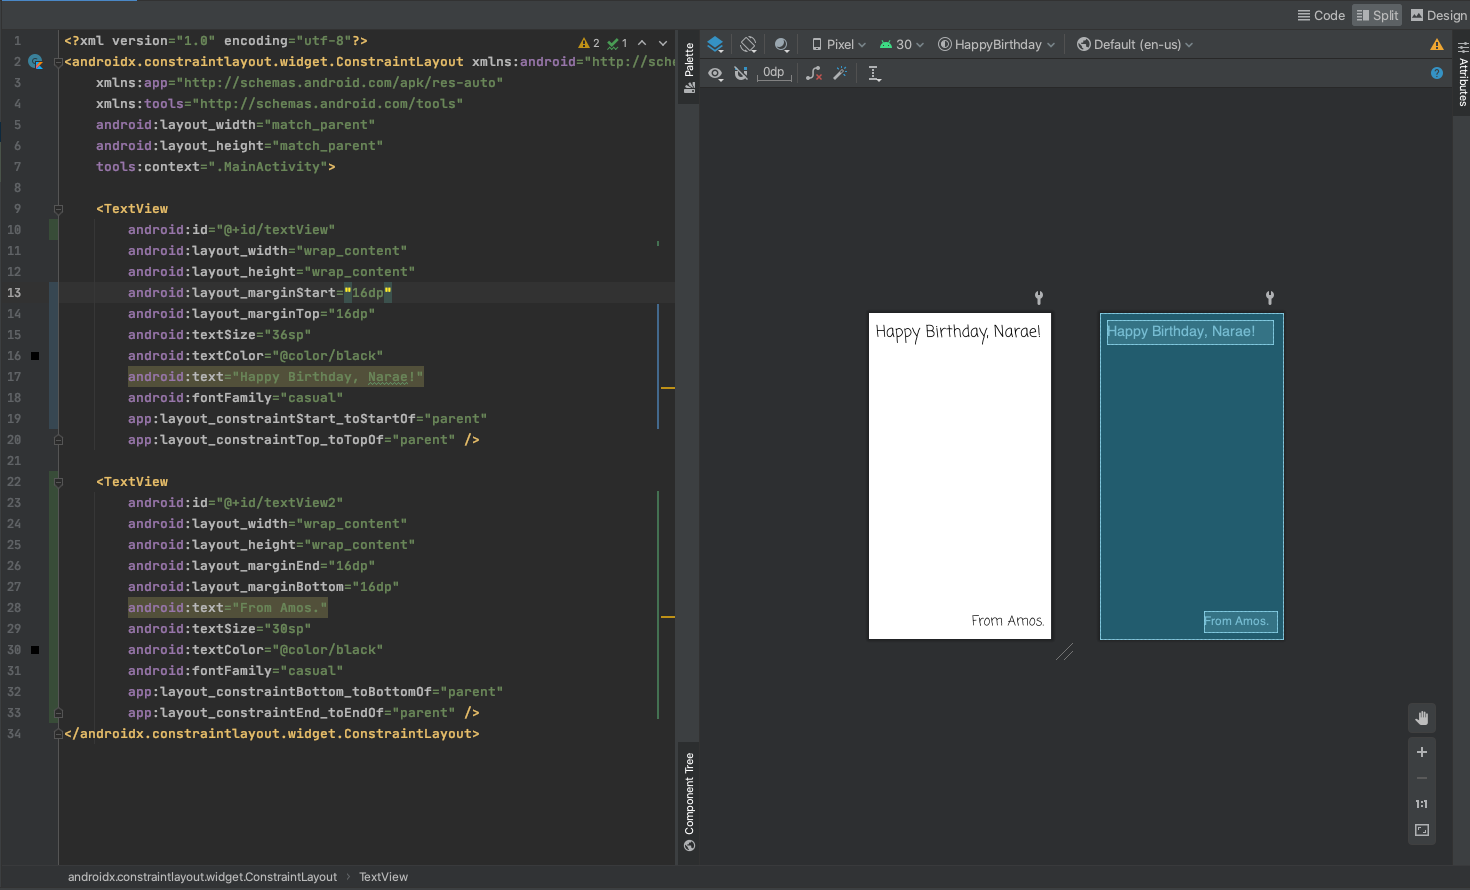 Code Split Design
1 <?xml version="1.0" encoding="utf-8"?>
2 <androidx.constraintlayout.widget.ConstraintLayout xmlns:android="http://sche
3 xmlns:app="http://schemas.android.com/apk/res-auto"
4 xmlns:tools="http://schemas.android.com/tools"
5 android:layout_width="match_parent"
6 android:layout_height="match_parent"
7 tools:context=".MainActivity">
8
9 <TextView
10 android:id="@+id/textView"
11 android:layout_width="wrap_content"
12 android:layout_height="wrap_content"
13 android:layout_marginStart="16dp"
14 android:layout_marginTop="16dp"
15 android:textSize="36sp"
16 android:textColor="@color/black"
17 android:text="Happy Birthday, Narae!"
18 android:fontFamily="casual"
19 app:layout_constraintStart_toStartOf="parent"
20 app:layout_constraintTop_toTopOf="parent" />
21
22 <TextView
23 android:id="@+id/textView2"
24 android:layout_width="wrap_content"
25 android:layout_height="wrap_content"
26 android:layout_marginEnd="16dp"
27 android:layout_marginBottom="16dp"
28 android:text="From Amos."
29 android:textSize="30sp"
30 android:textColor="@color/black"
31 android:fontFamily="casual"
32 app:layout_constraintBottom_toBottomOf="parent"
33 app:layout_constraintEnd_toEndOf="parent" />
34 </androidx.constraintlayout.widget.ConstraintLayout>
2 1
Palette
Component Tree
Pixel 30 HappyBirthday Default (en-us)
0dp
Attributes
Happy Birthday, Narae!
From Amos.
Happy Birthday, Narae!
From Amos.
1:1
androidx.constraintlayout.widget.ConstraintLayout › TextView